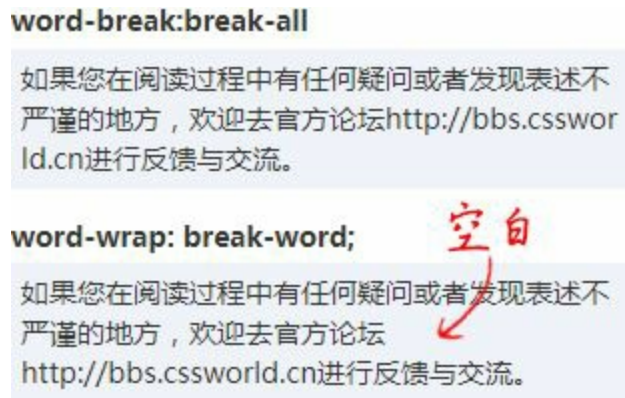 word-break:break-all
如果您在阅读过程中有任何疑问或者发现表述不
严谨的地方，欢迎去官方论坛http://bbs.csswor
ld.cn进行反馈与交流。
word-wrap: break-word;
空白
如果您在阅读过程中有任何疑问或者发现表述不
严谨的地方，欢迎去官方论坛
http://bbs.cssworld.cn进行反馈与交流。